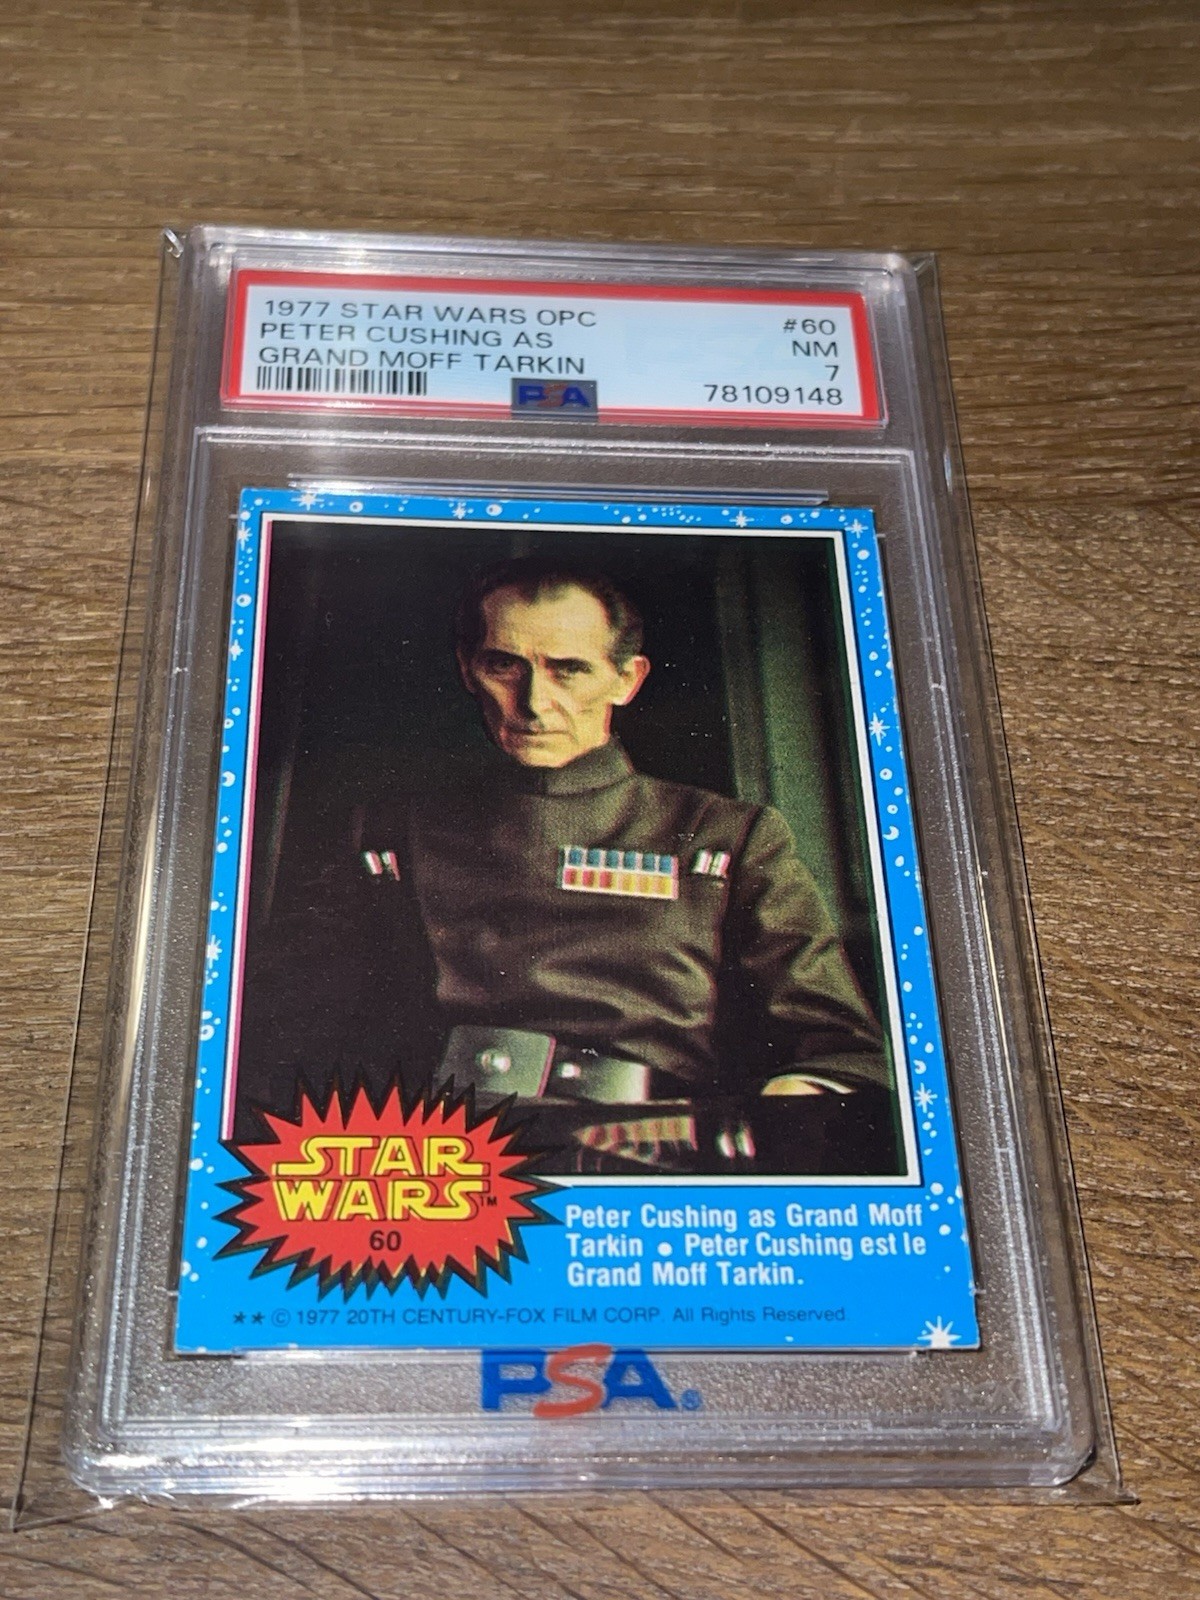 1977 STAR WARS OPC #60
PETER CUSHING AS NM
GRAND MOFF TARKIN 7
PSA 78109148
STAR
WARS™
60
Peter Cushing as Grand Moff
Tarkin • Peter Cushing est le
Grand Moff Tarkin.
★★ © 1977 20TH CENTURY-FOX FILM CORP. All Rights Reserved.
PSA®